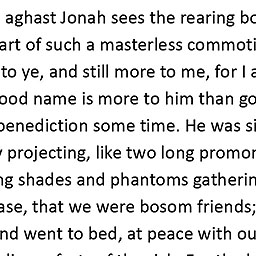 aghast Jonah sees the rearing bo
art of such a masterless commoti
to ye, and still more to me, for I a
ood name is more to him than go
benediction some time. He was si
projecting, like two long promor
ng shades and phantoms gatherin
ase, that we were bosom friends;
nd went to bed, at peace with ou